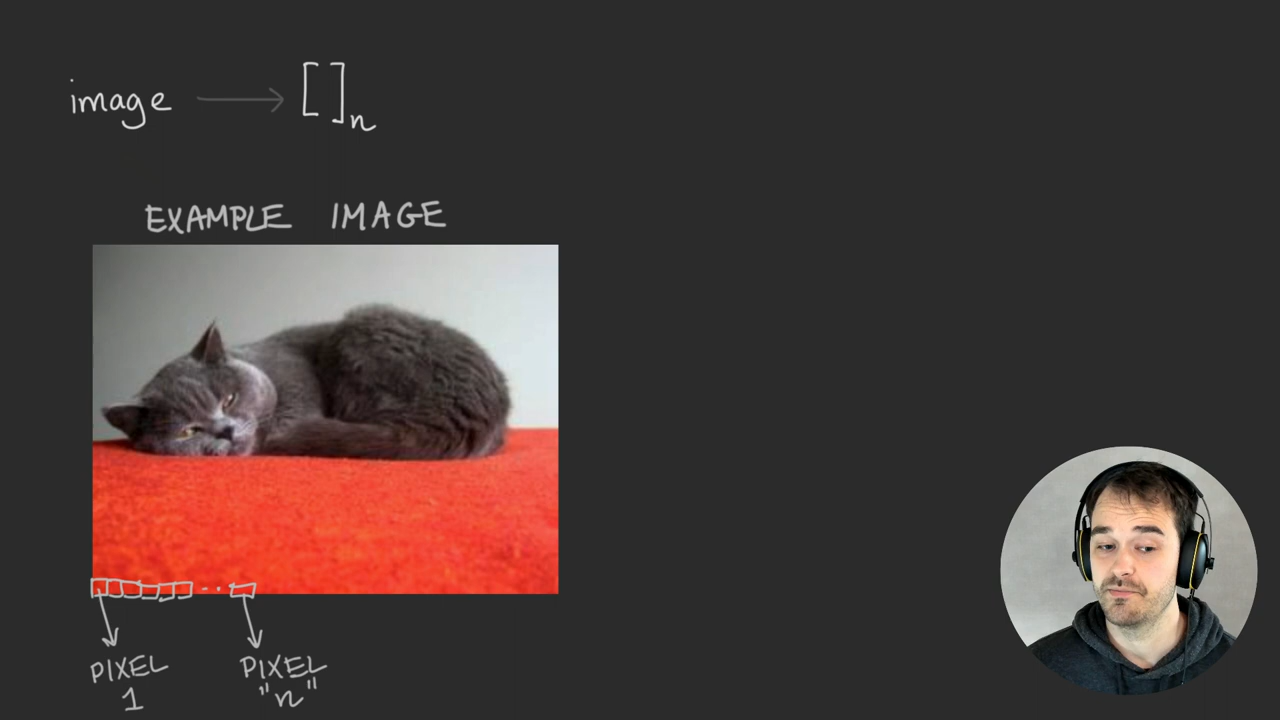 image → [ ]n
EXAMPLE IMAGE
PIXEL 1
PIXEL "n"